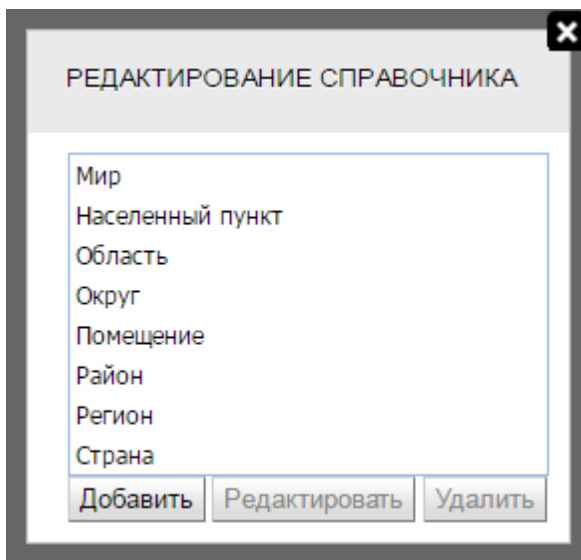 РЕДАКТИРОВАНИЕ СПРАВОЧНИКА
Мир
Населенный пункт
Область
Округ
Помещение
Район
Регион
Страна
Добавить Редактировать Удалить